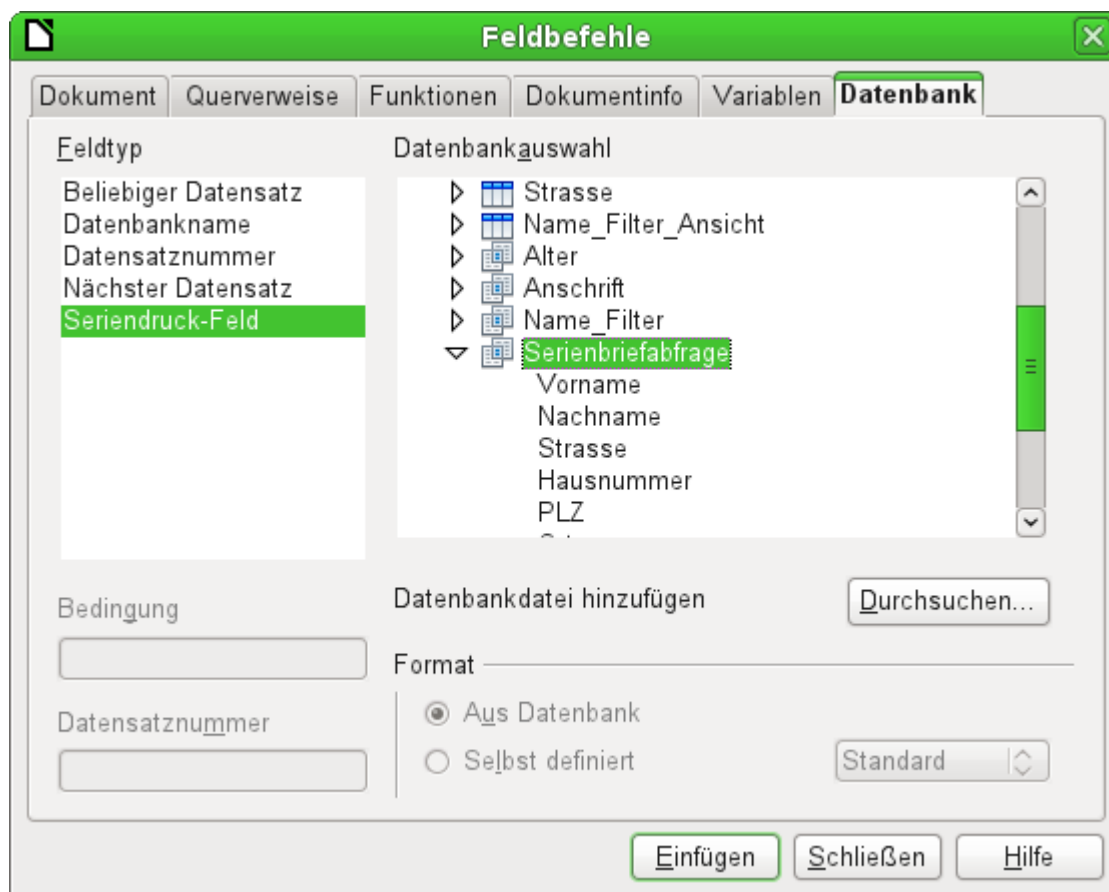 Feldbefehle
Dokument Querverweise Funktionen Dokumentinfo Variablen Datenbank
Feldtyp
Beliebiger Datensatz
Datenbankname
Datensatznummer
Nächster Datensatz
Seriendruck-Feld
Datenbankauswahl
Strasse
Name_Filter_Ansicht
Alter
Anschrift
Name_Filter
Serienbriefabfrage
Vorname
Nachname
Strasse
Hausnummer
PLZ
Bedingung
Datensatznummer
Datenbankdatei hinzufügen Durchsuchen...
Format
Aus Datenbank
Selbst definiert Standard
Einfügen Schließen Hilfe